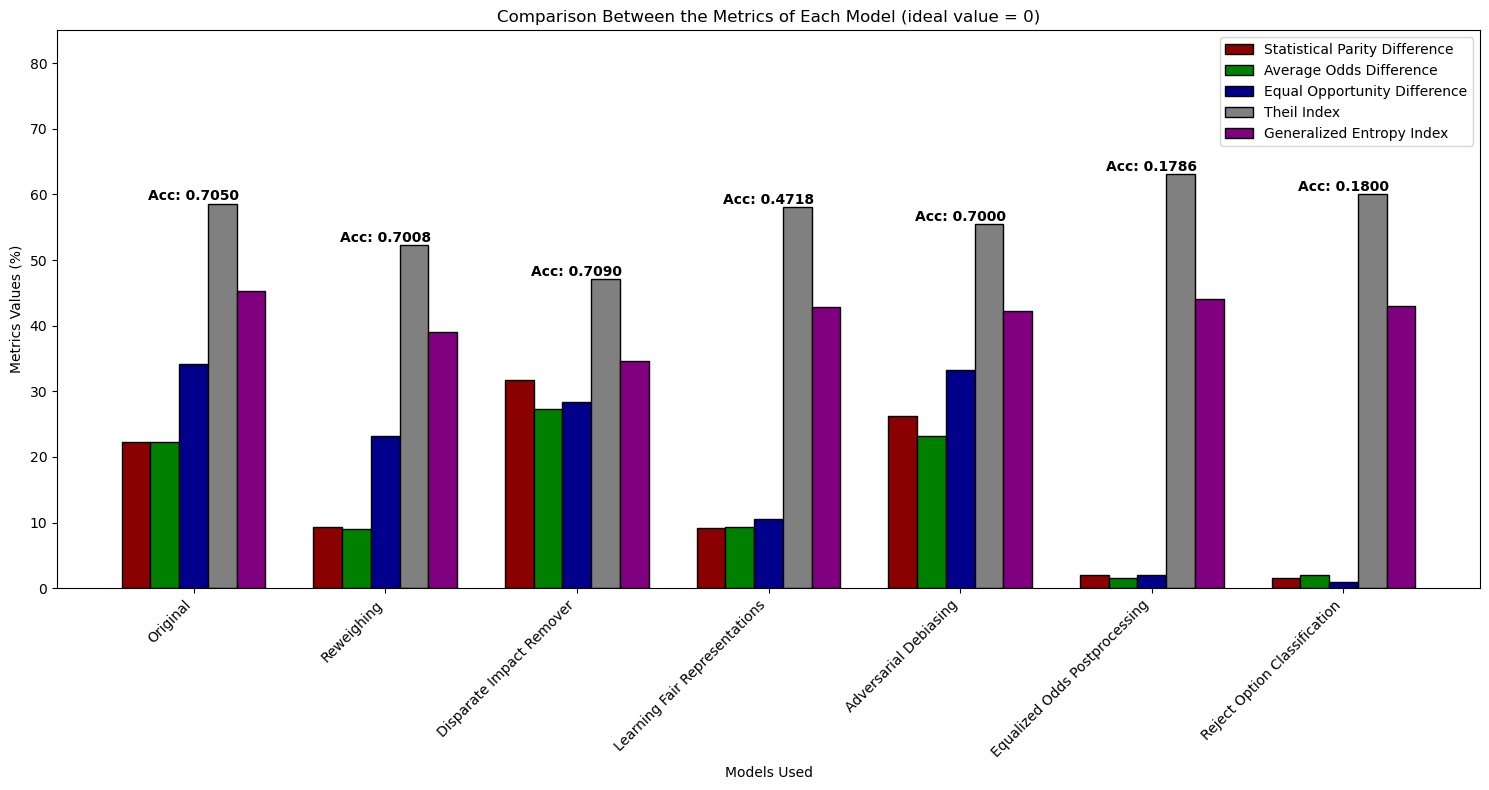 Comparison Between the Metrics of Each Model (ideal value = 0)
Statistical Parity Difference
Average Odds Difference
Equal Opportunity Difference
Theil Index
Generalized Entropy Index
Metrics Values (%)
80
70
60
50
40
30
20
10
0
Acc: 0.7050
Acc: 0.7008
Acc: 0.7090
Acc: 0.4718
Acc: 0.7000
Acc: 0.1786
Acc: 0.1800
Original
Reweighing
Disparate Impact Remover
Learning Fair Representations
Adversarial Debiasing
Equalized Odds Postprocessing
Reject Option Classification
Models Used